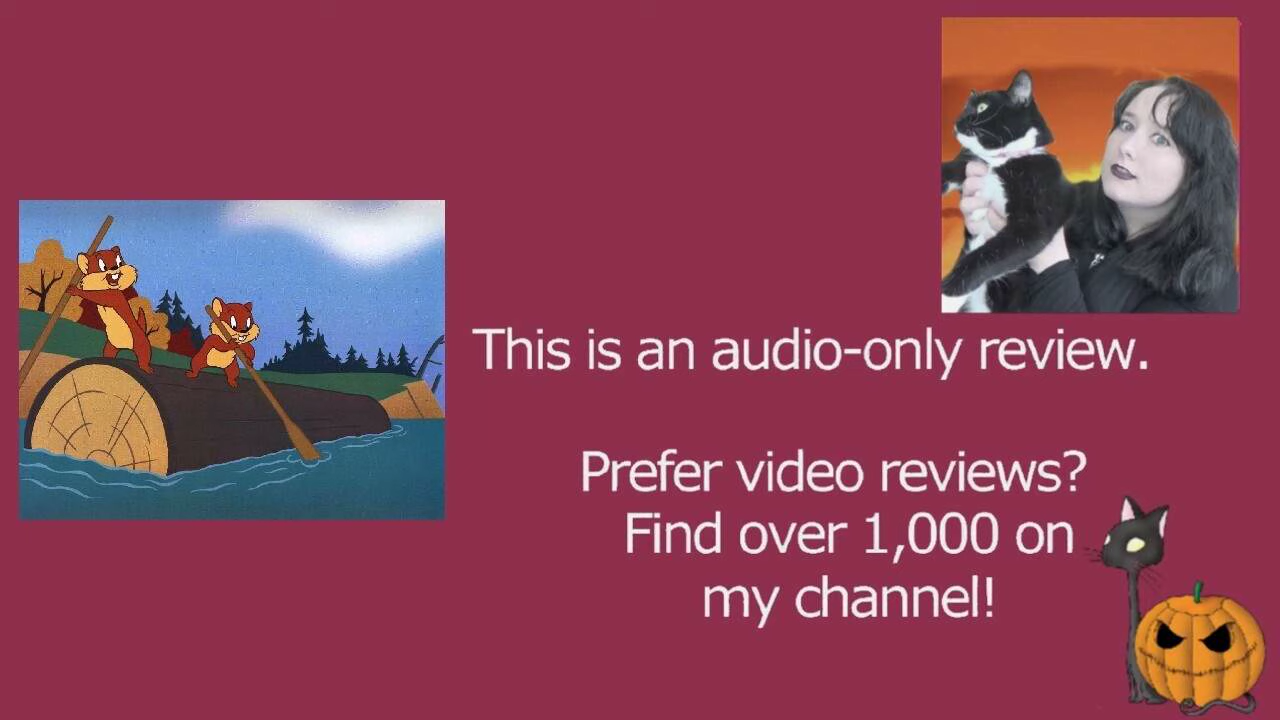 This is an audio-only review.
Prefer video reviews?
Find over 1,000 on
my channel!